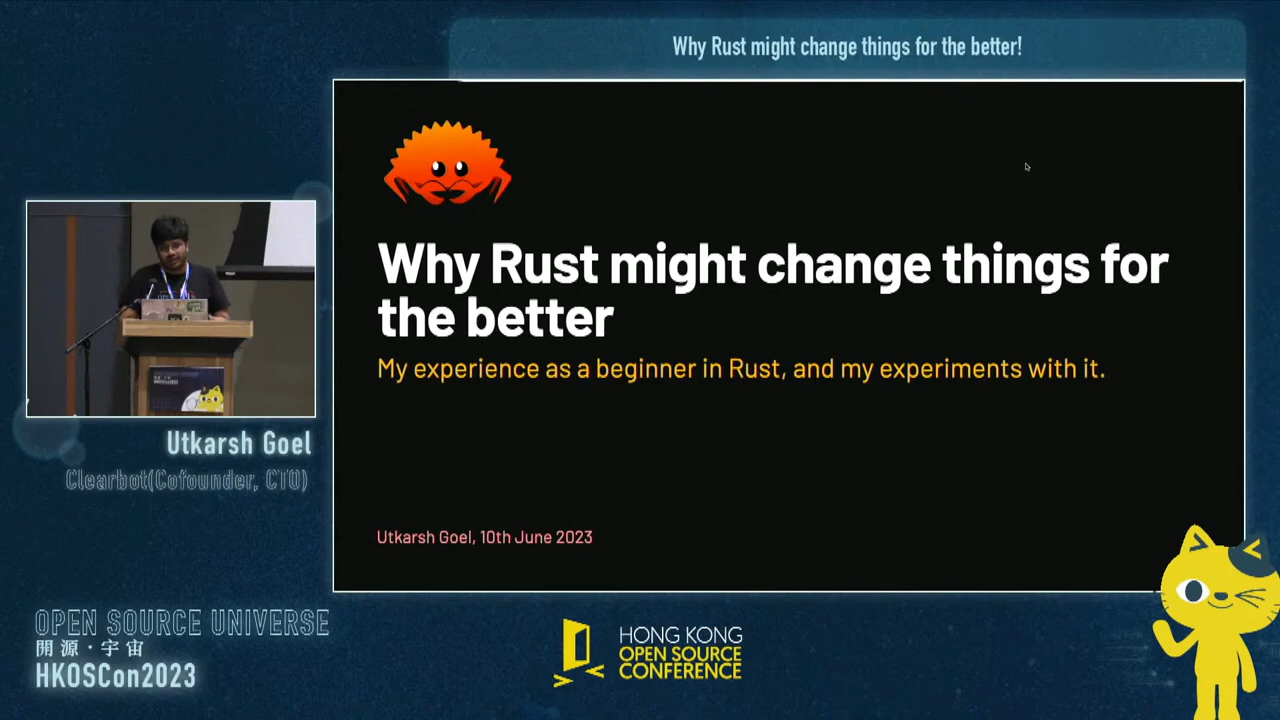 Why Rust might change things for the better!
Why Rust might change things for
the better
My experience as a beginner in Rust, and my experiments with it.
Utkarsh Goel, 10th June 2023
Utkarsh Goel
Clearbot(Cofounder, CTO)
OPEN SOURCE UNIVERSE
開源·宇宙
HKOSCon2023
HONG KONG
OPEN SOURCE
CONFERENCE